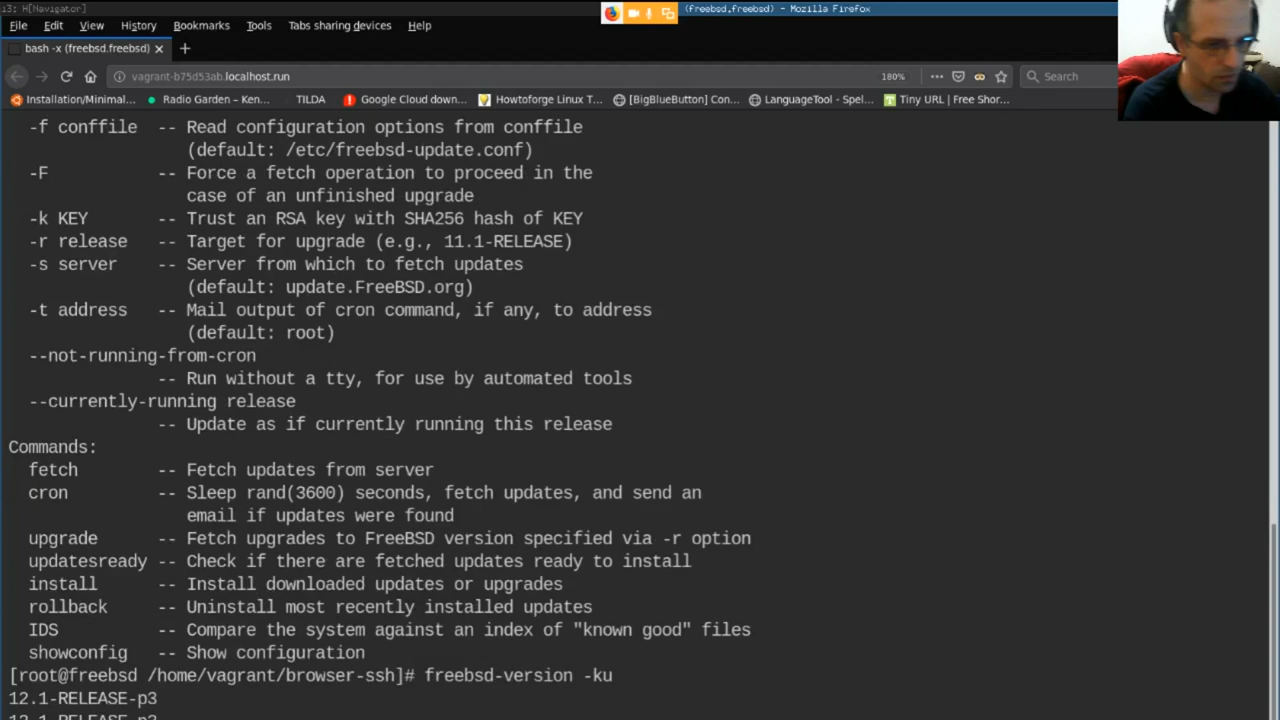 i3: H[Navigator]
(freebsd,freebsd) - Mozilla Firefox
File Edit View History Bookmarks Tools Tabs sharing devices Help
bash -x (freebsd.freebsd)
vagrant-b75d53ab.localhost.run 180% Search
Installation/Minimal... Radio Garden – Ken... TILDA Google Cloud down... Howtoforge Linux T... [BigBlueButton] Con... LanguageTool - Spel... Tiny URL | Free Shor...
-f conffile -- Read configuration options from conffile
(default: /etc/freebsd-update.conf)
-F -- Force a fetch operation to proceed in the
case of an unfinished upgrade
-k KEY -- Trust an RSA key with SHA256 hash of KEY
-r release -- Target for upgrade (e.g., 11.1-RELEASE)
-s server -- Server from which to fetch updates
(default: update.FreeBSD.org)
-t address -- Mail output of cron command, if any, to address
(default: root)
--not-running-from-cron
-- Run without a tty, for use by automated tools
--currently-running release
-- Update as if currently running this release
Commands:
fetch -- Fetch updates from server
cron -- Sleep rand(3600) seconds, fetch updates, and send an
email if updates were found
upgrade -- Fetch upgrades to FreeBSD version specified via -r option
updatesready -- Check if there are fetched updates ready to install
install -- Install downloaded updates or upgrades
rollback -- Uninstall most recently installed updates
IDS -- Compare the system against an index of "known good" files
showconfig -- Show configuration
[root@freebsd /home/vagrant/browser-ssh]# freebsd-version -ku
12.1-RELEASE-p3
12.1-RELEASE-p3